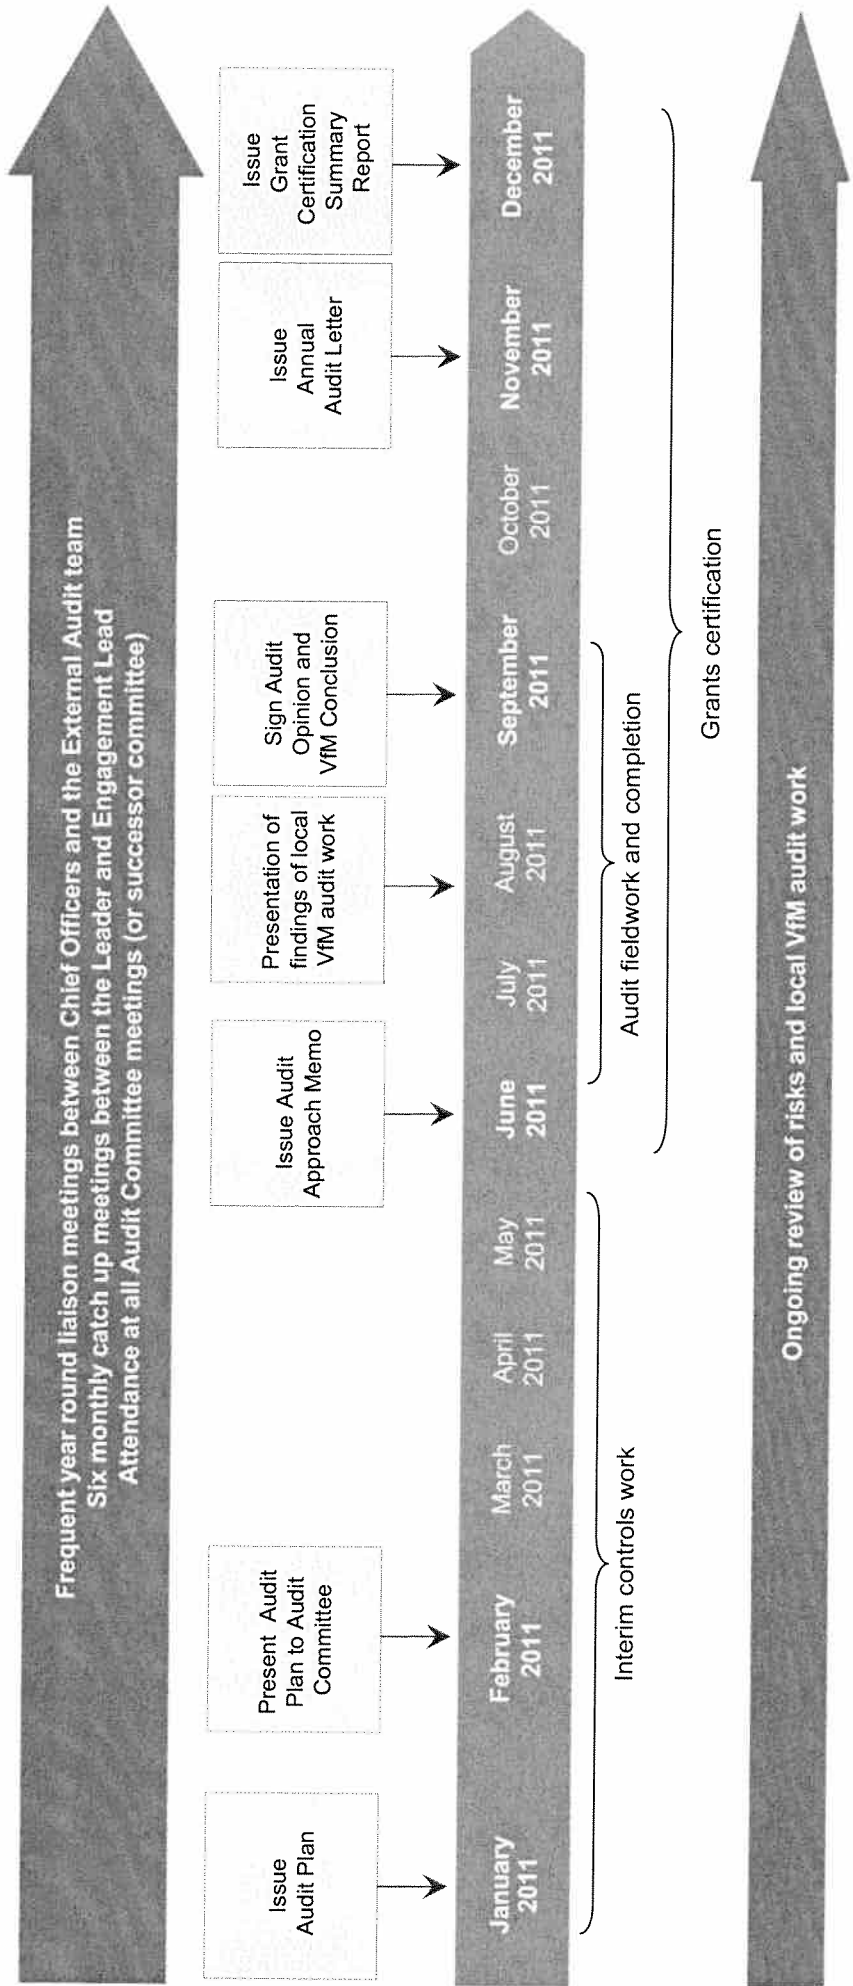 Frequent year round liaison meetings between Chief Officers and the External Audit team
Six monthly catch up meetings between the Leader and Engagement Lead
Attendance at all Audit Committee meetings (or successor committee)
Issue
Audit Plan
Present Audit
Plan to Audit
Committee
Issue Audit
Approach Memo
Presentation of
findings of local
VfM audit work
Sign Audit
Opinion and
VfM Conclusion
Issue
Annual
Audit Letter
Issue
Grant
Certification
Summary
Report
January
2011
February
2011
March
2011
April
2011
May
2011
June
2011
July
2011
August
2011
September
2011
October
2011
November
2011
December
2011
Interim controls work
Audit fieldwork and completion
Grants certification
Ongoing review of risks and local VfM audit work